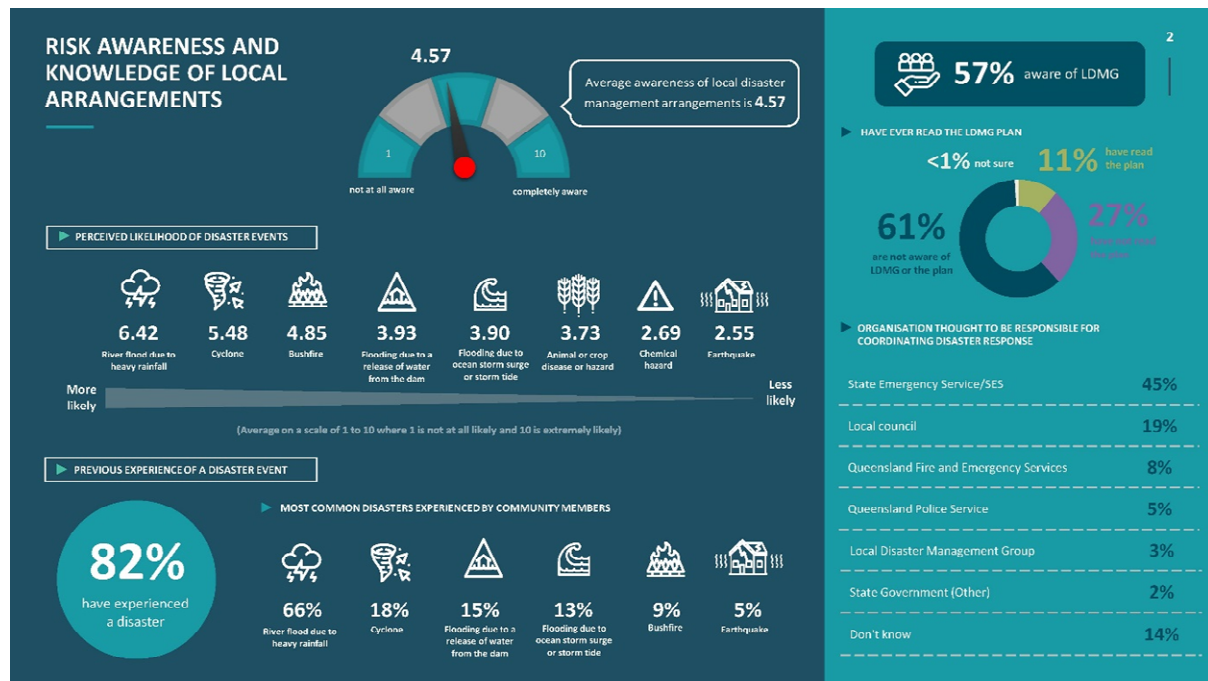 RISK AWARENESS AND
KNOWLEDGE OF LOCAL
ARRANGEMENTS
4.57
Average awareness of local disaster
management arrangements is 4.57
1
10
not at all aware
completely aware
PERCEIVED LIKELIHOOD OF DISASTER EVENTS
6.42
River flood due to
heavy rainfall
5.48
Cyclone
4.85
Bushfire
3.93
Flooding due to a
release of water
from the dam
3.90
Flooding due to
ocean storm surge
or storm tide
3.73
Animal or crop
disease or hazard
2.69
Chemical
hazard
2.55
Earthquake
More
likely
Less
likely
(Average on a scale of 1 to 10 where 1 is not at all likely and 10 is extremely likely)
PREVIOUS EXPERIENCE OF A DISASTER EVENT
82%
have experienced
a disaster
MOST COMMON DISASTERS EXPERIENCED BY COMMUNITY MEMBERS
66%
River flood due to
heavy rainfall
18%
Cyclone
15%
Flooding due to a
release of water
from the dam
13%
Flooding due to
ocean storm surge
or storm tide
9%
Bushfire
5%
Earthquake
2
57% aware of LDMG
HAVE EVER READ THE LDMG PLAN
<1% not sure
11% have read
the plan
27%
have not read
the plan
61%
are not aware of
LDMG or the plan
ORGANISATION THOUGHT TO BE RESPONSIBLE FOR
COORDINATING DISASTER RESPONSE
State Emergency Service/SES 45%
Local council 19%
Queensland Fire and Emergency Services 8%
Queensland Police Service 5%
Local Disaster Management Group 3%
State Government (Other) 2%
Don't know 14%